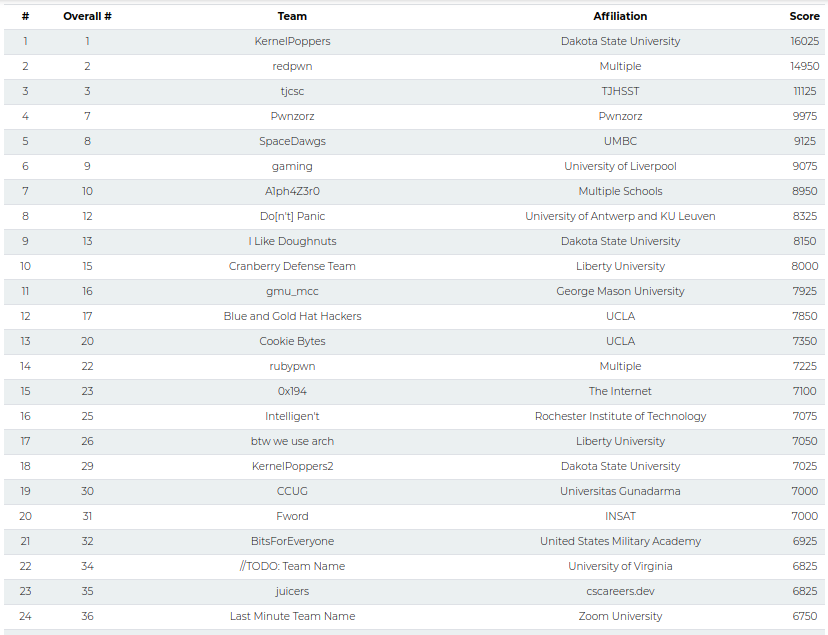 # Overall # Team Affiliation Score
1 1 KernelPoppers Dakota State University 16025
2 2 redpwn Multiple 14950
3 3 tjcsc TJHSST 11125
4 7 Pwnzorz Pwnzorz 9975
5 8 SpaceDawgs UMBC 9125
6 9 gaming University of Liverpool 9075
7 10 A1ph4Z3r0 Multiple Schools 8950
8 12 Do[n't] Panic University of Antwerp and KU Leuven 8325
9 13 I Like Doughnuts Dakota State University 8150
10 15 Cranberry Defense Team Liberty University 8000
11 16 gmu_mcc George Mason University 7925
12 17 Blue and Gold Hat Hackers UCLA 7850
13 20 Cookie Bytes UCLA 7350
14 22 rubypwn Multiple 7225
15 23 0x194 The Internet 7100
16 25 Intelligen't Rochester Institute of Technology 7075
17 26 btw we use arch Liberty University 7050
18 29 KernelPoppers2 Dakota State University 7025
19 30 CCUG Universitas Gunadarma 7000
20 31 Fword INSAT 7000
21 32 BitsForEveryone United States Military Academy 6925
22 34 //TODO: Team Name University of Virginia 6825
23 35 juicers cscareers.dev 6825
24 36 Last Minute Team Name Zoom University 6750